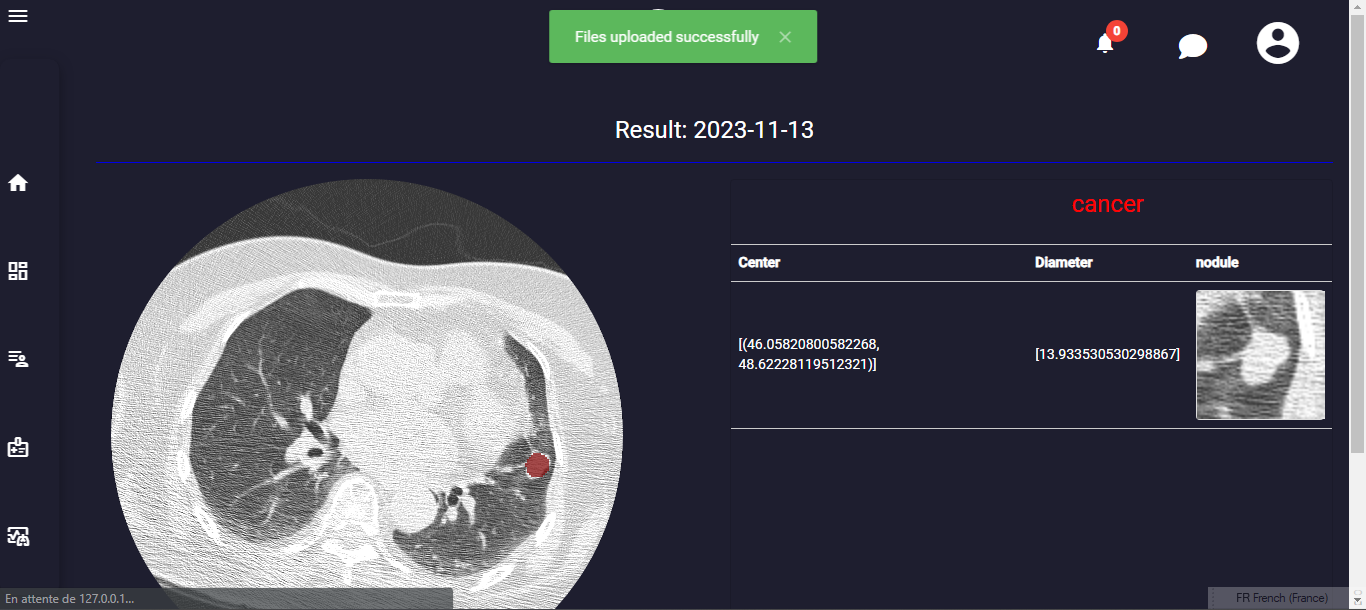 Files uploaded successfully ×
0
Result: 2023-11-13
cancer
Center Diameter nodule
[(46.05820800582268,
48.62228119512321)]
[13.933530530298867]
En attente de 127.0.0.1...
FR French (France)